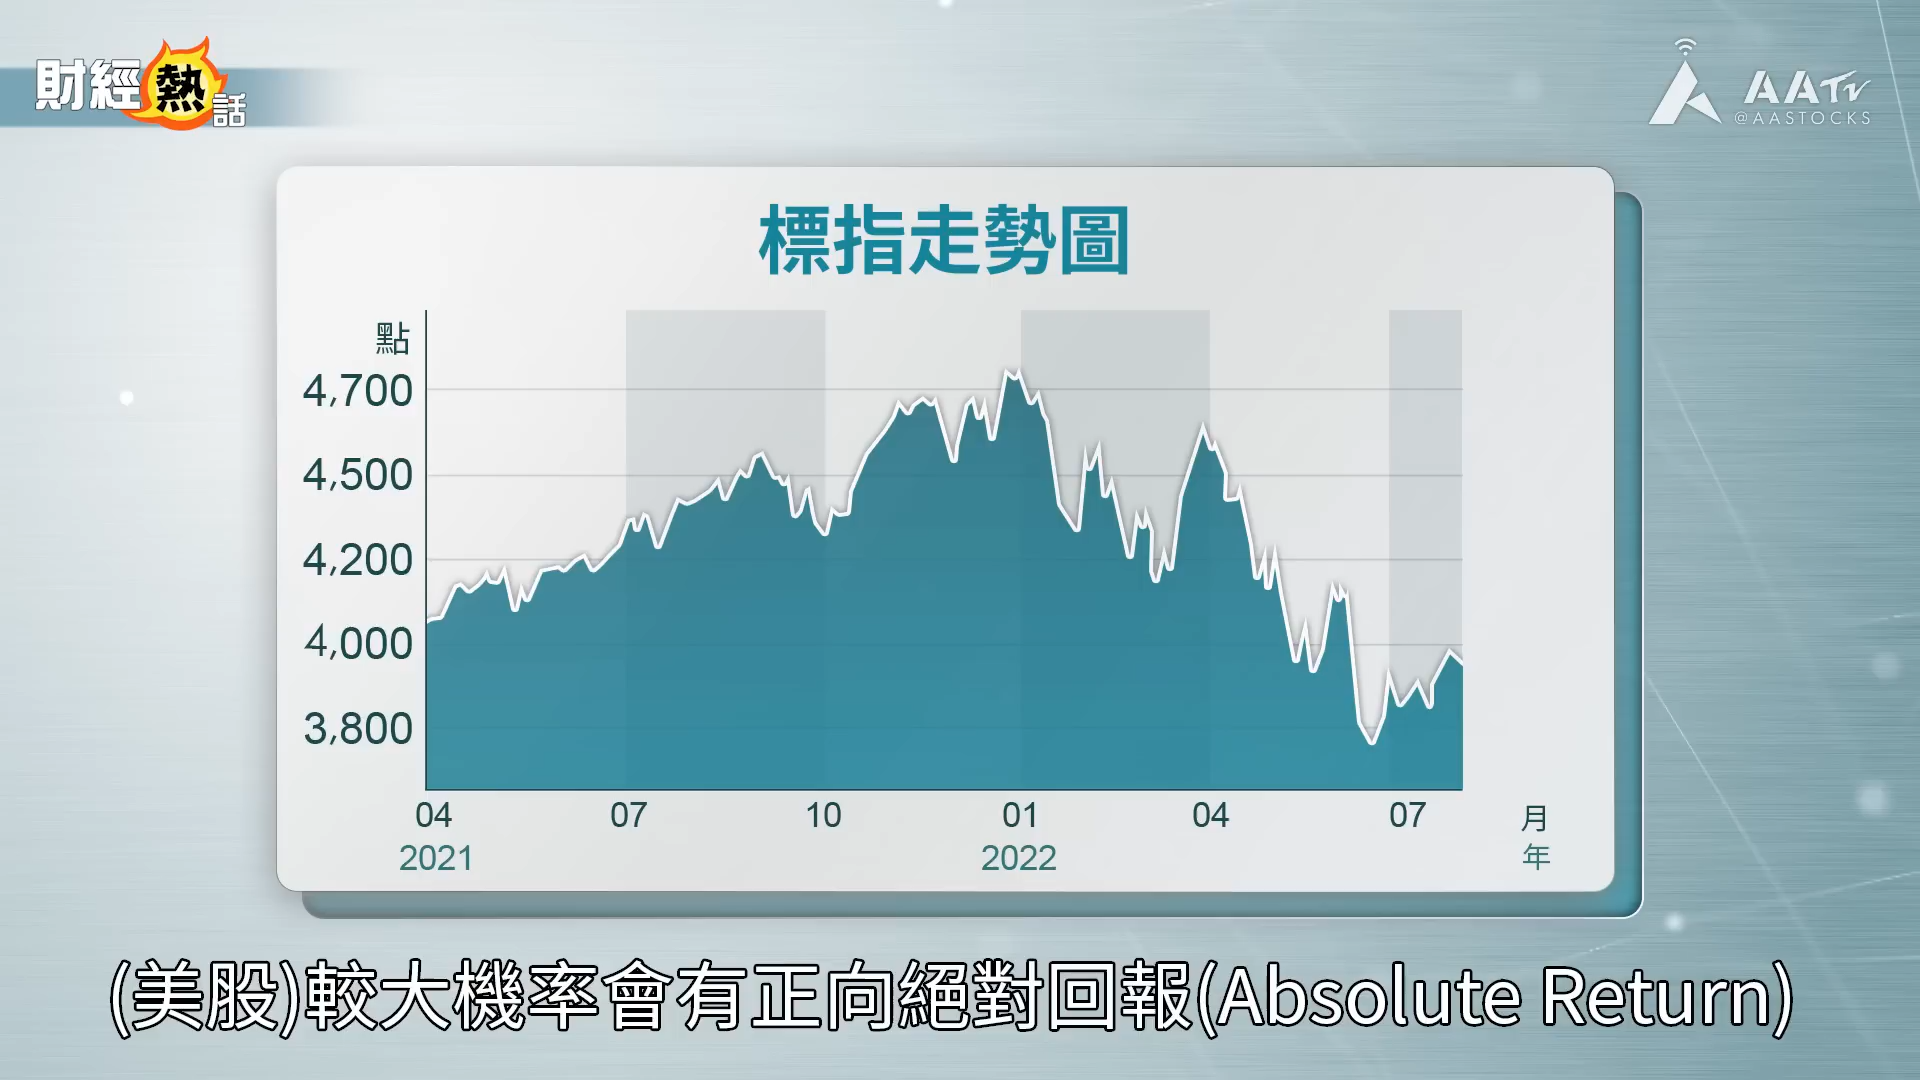 財經熱話
AATV
@AASTOCKS
標指走勢圖
點
4,700
4,500
4,200
4,000
3,800
04 07 10 01 04 07 月
2021 2022 年
(美股)較大機率會有正向絕對回報(Absolute Return)